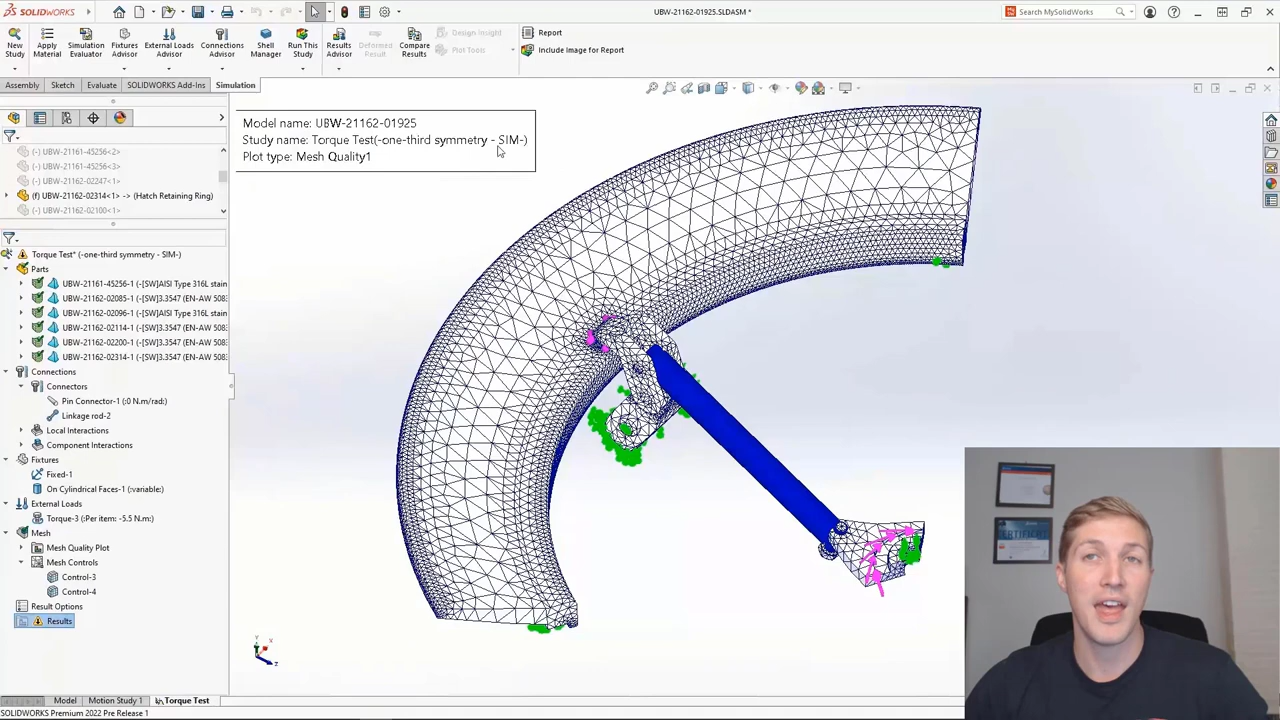 SOLIDWORKS
UBW-21162-01925.SLDASM *
Search MySolidWorks
New Study
Apply Material
Simulation Evaluator
Fixtures Advisor
External Loads Advisor
Connections Advisor
Shell Manager
Run This Study
Results Advisor
Deformed Result
Compare Results
Design Insight
Plot Tools
Report
Include Image for Report
Assembly
Sketch
Evaluate
SOLIDWORKS Add-Ins
Simulation
Model name: UBW-21162-01925
Study name: Torque Test(-one-third symmetry - SIM-)
Plot type: Mesh Quality1
(-) UBW-21161-45256<2>
(-) UBW-21161-45256<3>
(-) UBW-21162-02247<1>
(f) UBW-21162-02314<1> -> (Hatch Retaining Ring)
(-) UBW-21162-02100<1>
Torque Test* (-one-third symmetry - SIM-)
Parts
UBW-21161-45256-1 (-[SW]AISI Type 316L stain
UBW-21162-02085-1 (-[SW]3.3547 (EN-AW 508
UBW-21162-02096-1 (-[SW]AISI Type 316L stain
UBW-21162-02114-1 (-[SW]3.3547 (EN-AW 508
UBW-21162-02200-1 (-[SW]3.3547 (EN-AW 508
UBW-21162-02314-1 (-[SW]3.3547 (EN-AW 508
Connections
Connectors
Pin Connector-1 (:0 N.m/rad;)
Linkage rod-2
Local Interactions
Component Interactions
Fixtures
Fixed-1
On Cylindrical Faces-1 (:variable:)
External Loads
Torque-3 (:Per item: -5.5 N.m:)
Mesh
Mesh Quality Plot
Mesh Controls
Control-3
Control-4
Result Options
Results
Y
X
Z
Model
Motion Study 1
Torque Test
SOLIDWORKS Premium 2022 Pre Release 1